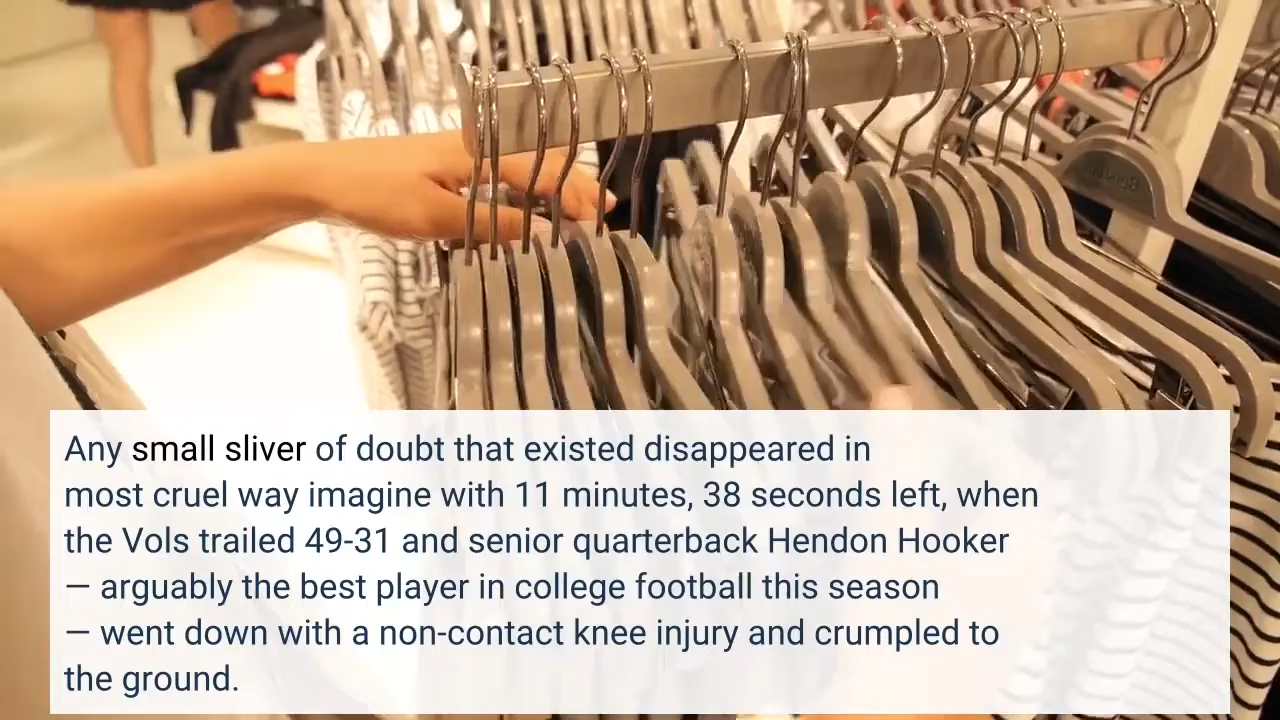 Any small sliver of doubt that existed disappeared in
most cruel way imagine with 11 minutes, 38 seconds left, when
the Vols trailed 49-31 and senior quarterback Hendon Hooker
— arguably the best player in college football this season
— went down with a non-contact knee injury and crumpled to
the ground.